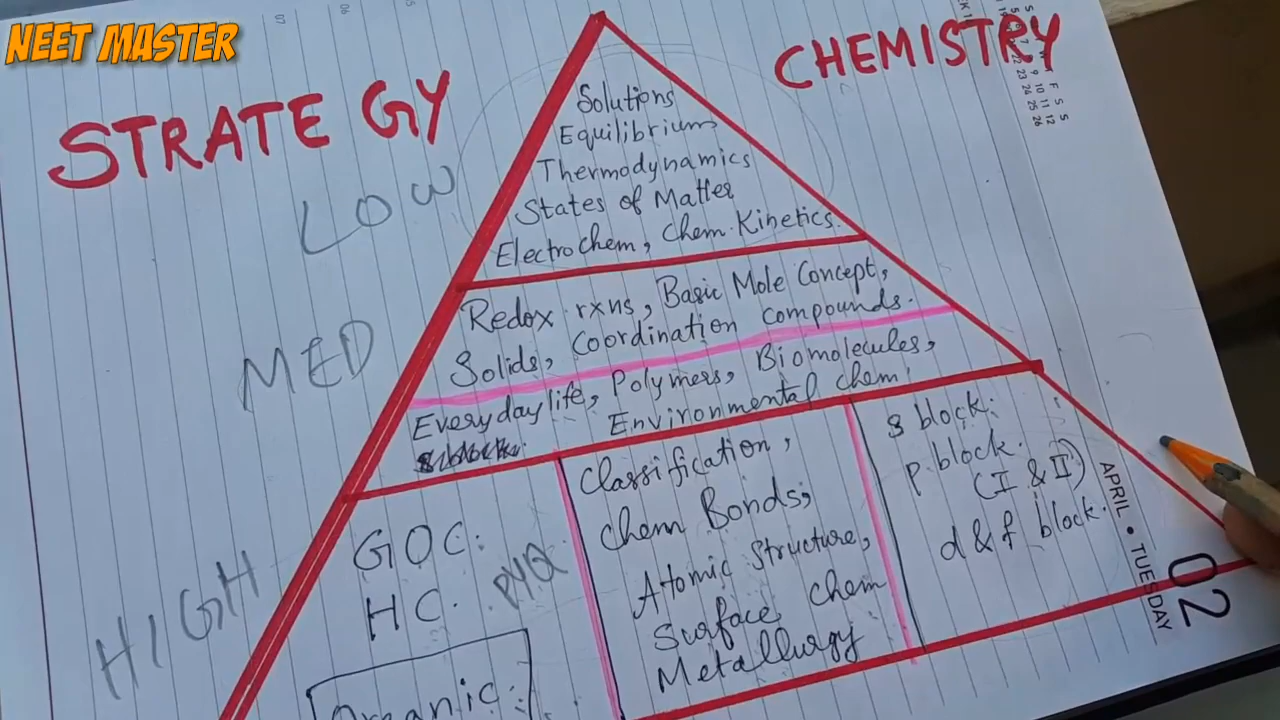 NEET MASTER
STRATEGY
CHEMISTRY
Solutions
Equilibrium
Thermodynamics
States of Matter
Electrochem, Chem. Kinetics.
LOW
Redox rxns, Basic Mole Concept,
Solids, Coordination compounds.
MED
Everyday life, Polymers, Biomolecules,
Environmental chem.
HIGH
GOC.
HC.
PYQ
Organic.
Classification,
Chem Bonds,
Atomic Structure,
Surface chem
Metallurgy
s block.
p block.
(I & II)
d & f block.
APRIL • TUESDAY
02